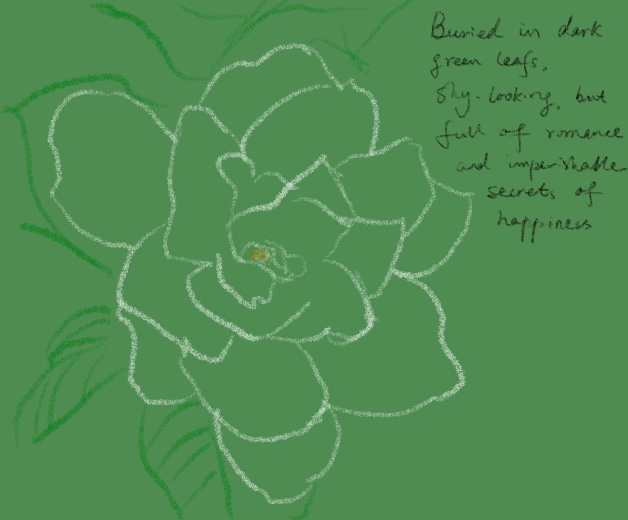 Buried in dark
green leafs,
shy-looking, but
full of romance
and imperishable
secrets of
happiness